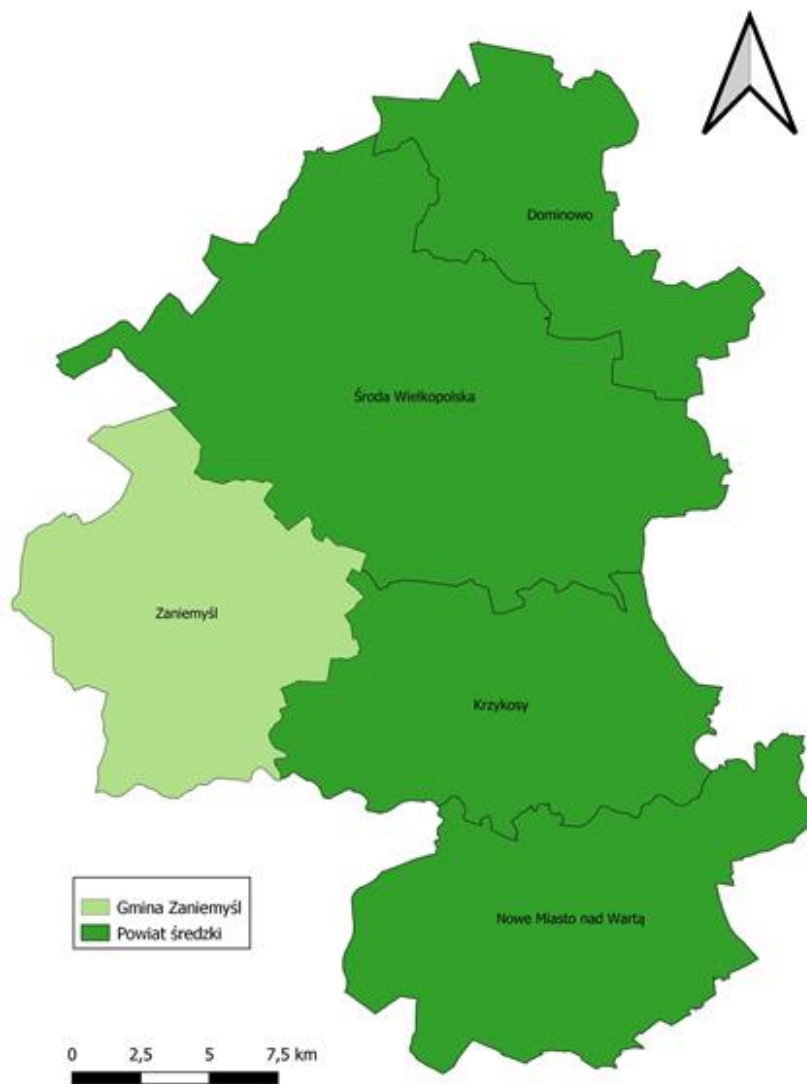 Dominowo
Środa Wielkopolska
Zaniemyśl
Krzykosy
Nowe Miasto nad Wartą
Gmina Zaniemyśl
Powiat średzki
0 2,5 5 7,5 km